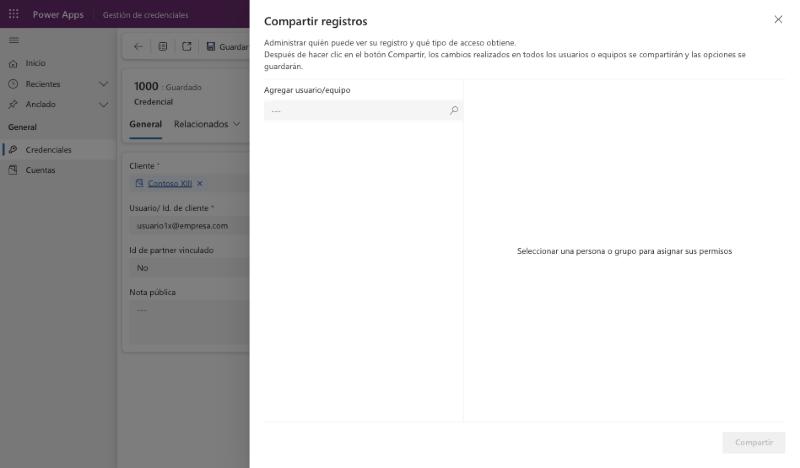 Power Apps
Gestión de credenciales
Inicio
Recientes
Anclado
General
Credenciales
Cuentas
Guardar
1000 : Guardado
Credencial
General Relacionados
Cliente *
Contoso XIII
Usuario/ Id. de cliente *
usuario1x@empresa.com
Id de partner vinculado
No
Nota pública
---
Compartir registros
Administrar quién puede ver su registro y qué tipo de acceso obtiene.
Después de hacer clic en el botón Compartir, los cambios realizados en todos los usuarios o equipos se compartirán y las opciones se
guardarán.
Agregar usuario/equipo
---
Seleccionar una persona o grupo para asignar sus permisos
Compartir